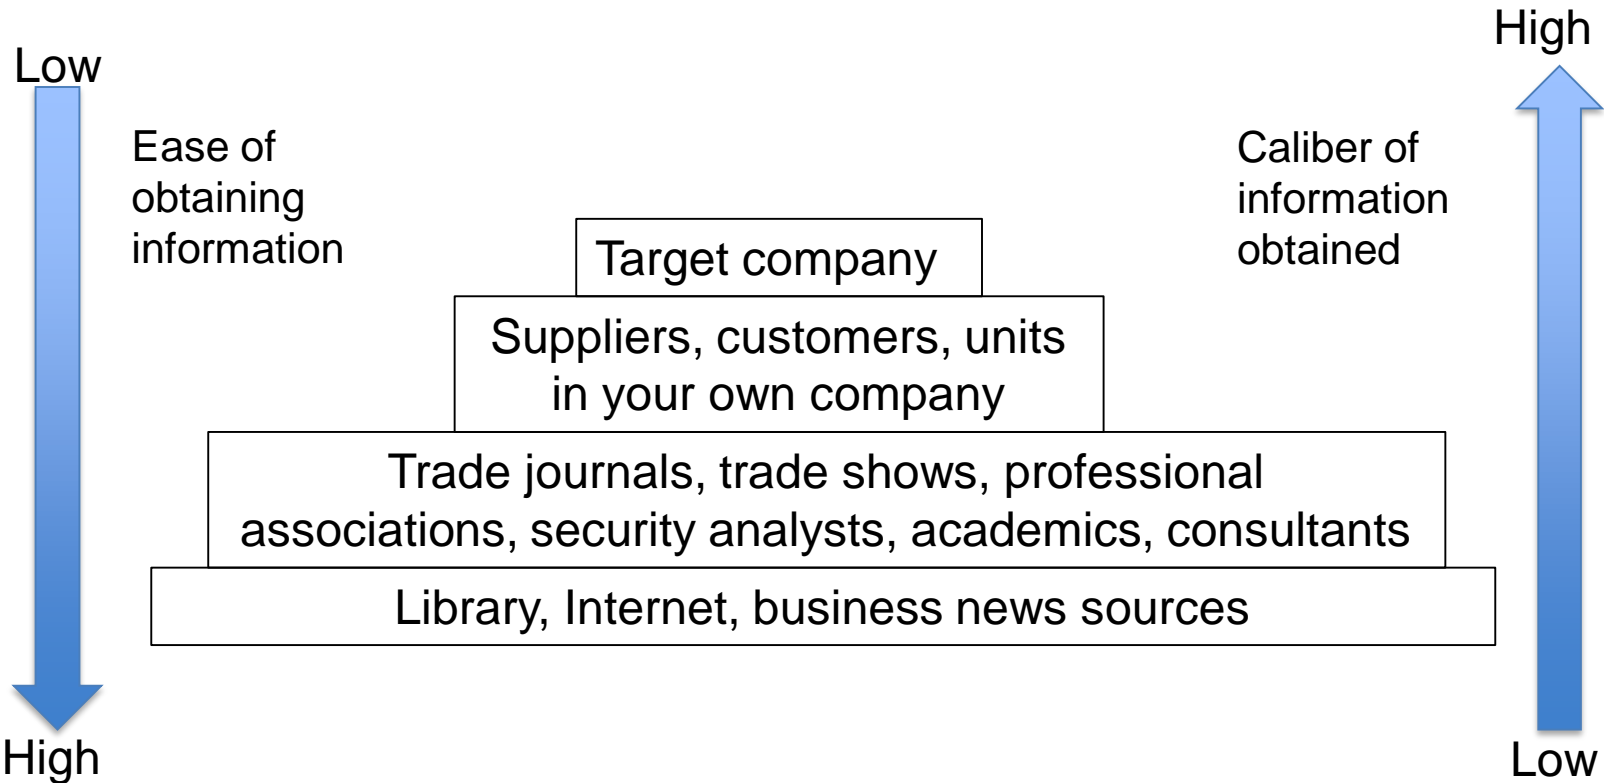 High
Low
Ease of
obtaining
information
Caliber of
information
obtained
Target company
Suppliers, customers, units
in your own company
Trade journals, trade shows, professional
associations, security analysts, academics, consultants
Library, Internet, business news sources
High
Low